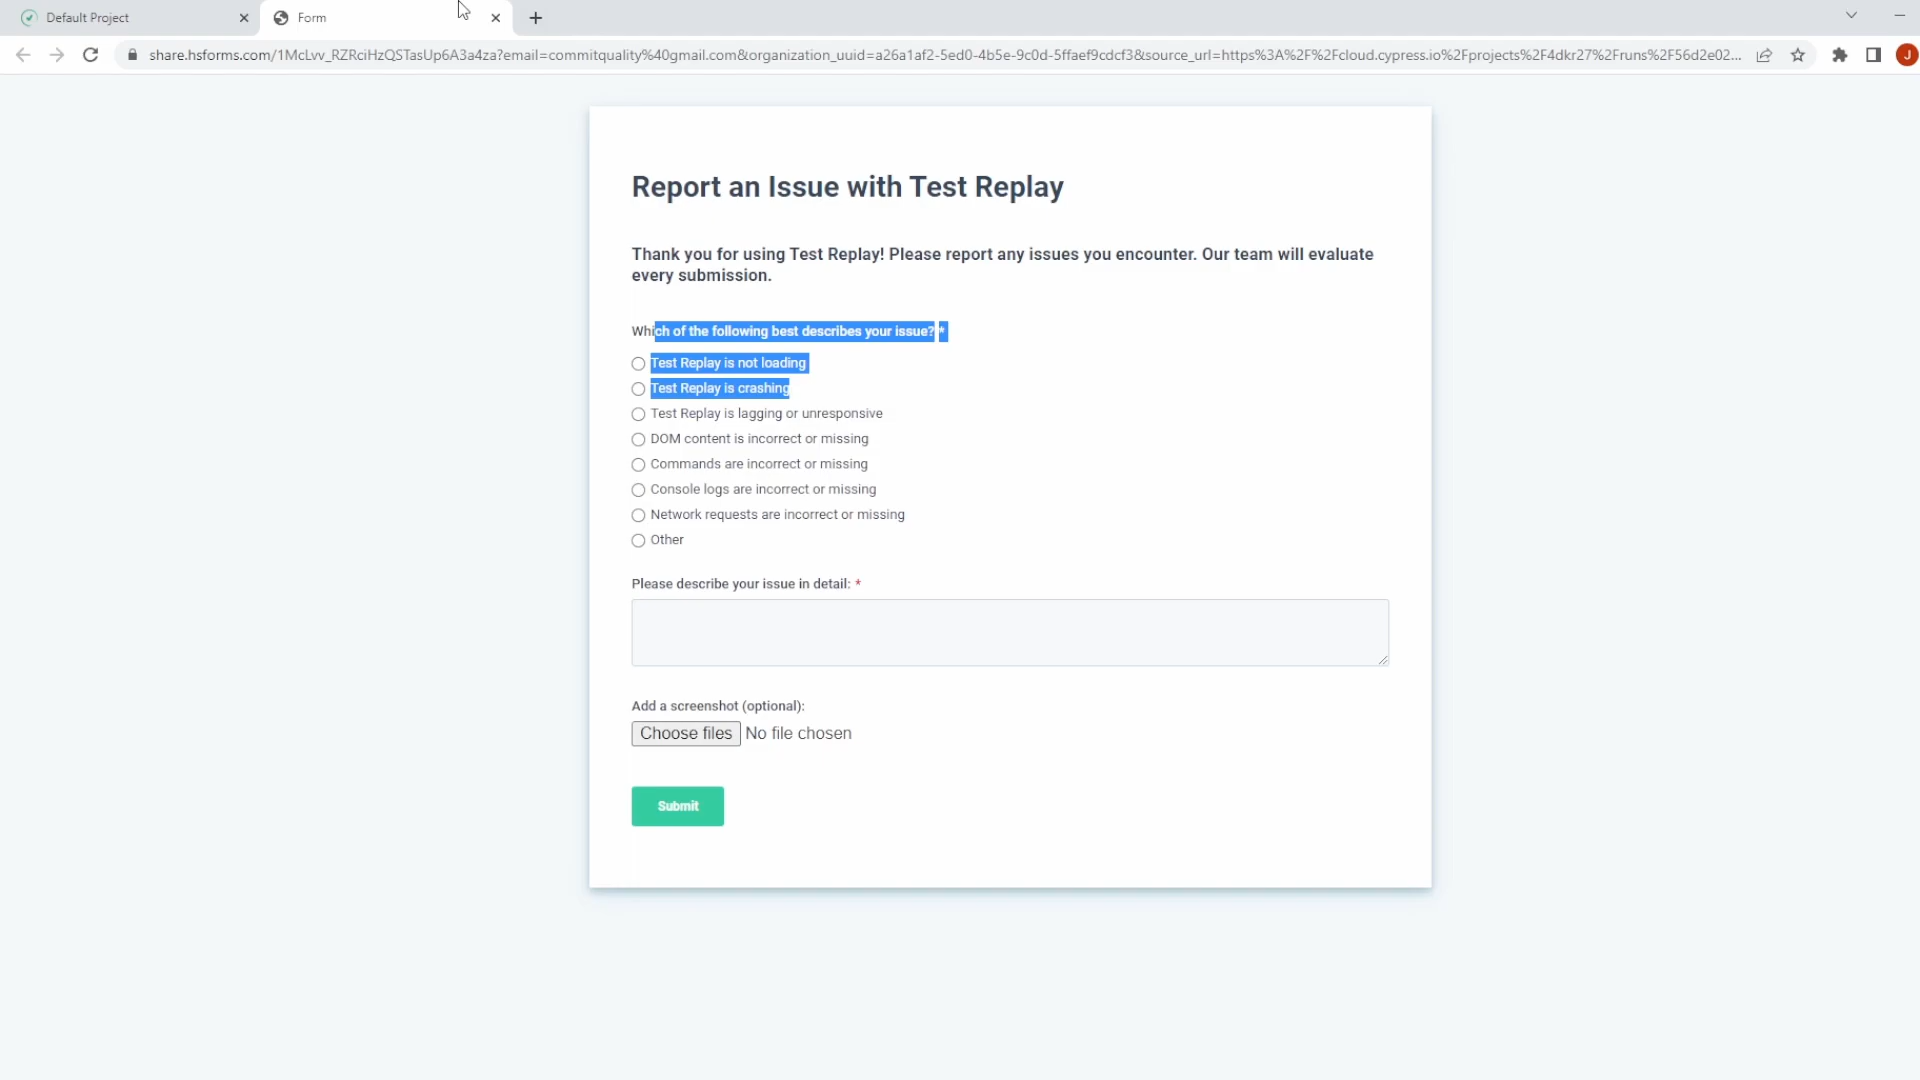 Default Project
Form
share.hsforms.com/1McLvv_RZRciHzQSTasUp6A3a4za?email=commitquality%40gmail.com&organization_uuid=a26a1af2-5ed0-4b5e-9c0d-5ffaef9cdcf3&source_url=https%3A%2F%2Fcloud.cypress.io%2Fprojects%2F4dkr27%2Fruns%2F56d2e02...
J
Report an Issue with Test Replay
Thank you for using Test Replay! Please report any issues you encounter. Our team will evaluate
every submission.
Which of the following best describes your issue? *
Test Replay is not loading
Test Replay is crashing
Test Replay is lagging or unresponsive
DOM content is incorrect or missing
Commands are incorrect or missing
Console logs are incorrect or missing
Network requests are incorrect or missing
Other
Please describe your issue in detail: *
Add a screenshot (optional):
Choose files No file chosen
Submit